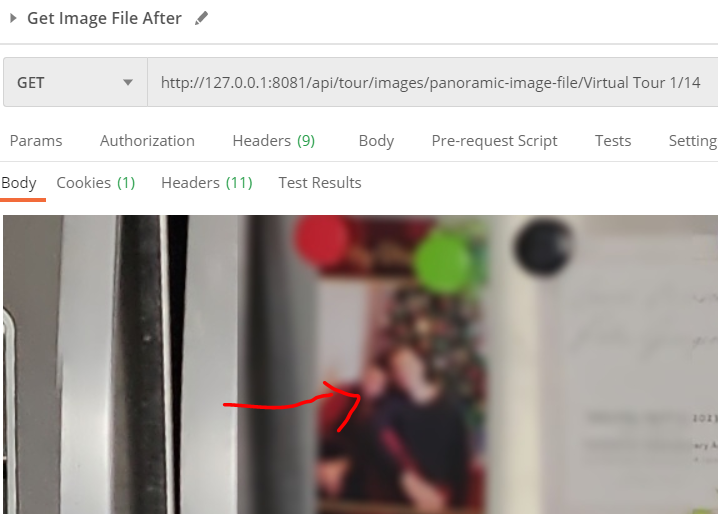 Get Image File After
GET http://127.0.0.1:8081/api/tour/images/panoramic-image-file/Virtual Tour 1/14
Params Authorization Headers (9) Body Pre-request Script Tests Setting
Body Cookies (1) Headers (11) Test Results